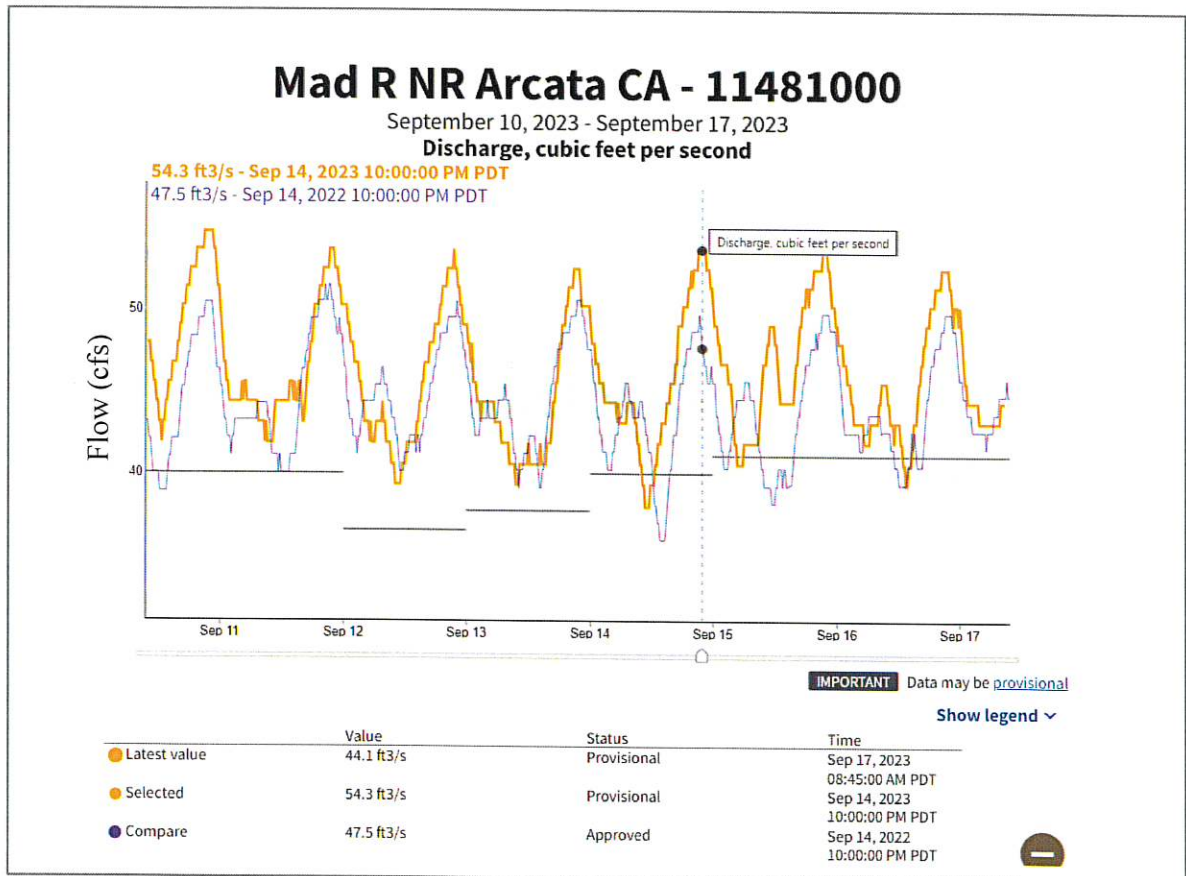 Mad R NR Arcata CA - 11481000
September 10, 2023 - September 17, 2023
Discharge, cubic feet per second
54.3 ft3/s - Sep 14, 2023 10:00:00 PM PDT
47.5 ft3/s - Sep 14, 2022 10:00:00 PM PDT
Discharge, cubic feet per second
50
Flow (cfs)
40
Sep 11 Sep 12 Sep 13 Sep 14 Sep 15 Sep 16 Sep 17
IMPORTANT Data may be provisional
Show legend
Value Status Time
Latest value 44.1 ft3/s Provisional Sep 17, 2023
08:45:00 AM PDT
Selected 54.3 ft3/s Provisional Sep 14, 2023
10:00:00 PM PDT
Compare 47.5 ft3/s Approved Sep 14, 2022
10:00:00 PM PDT